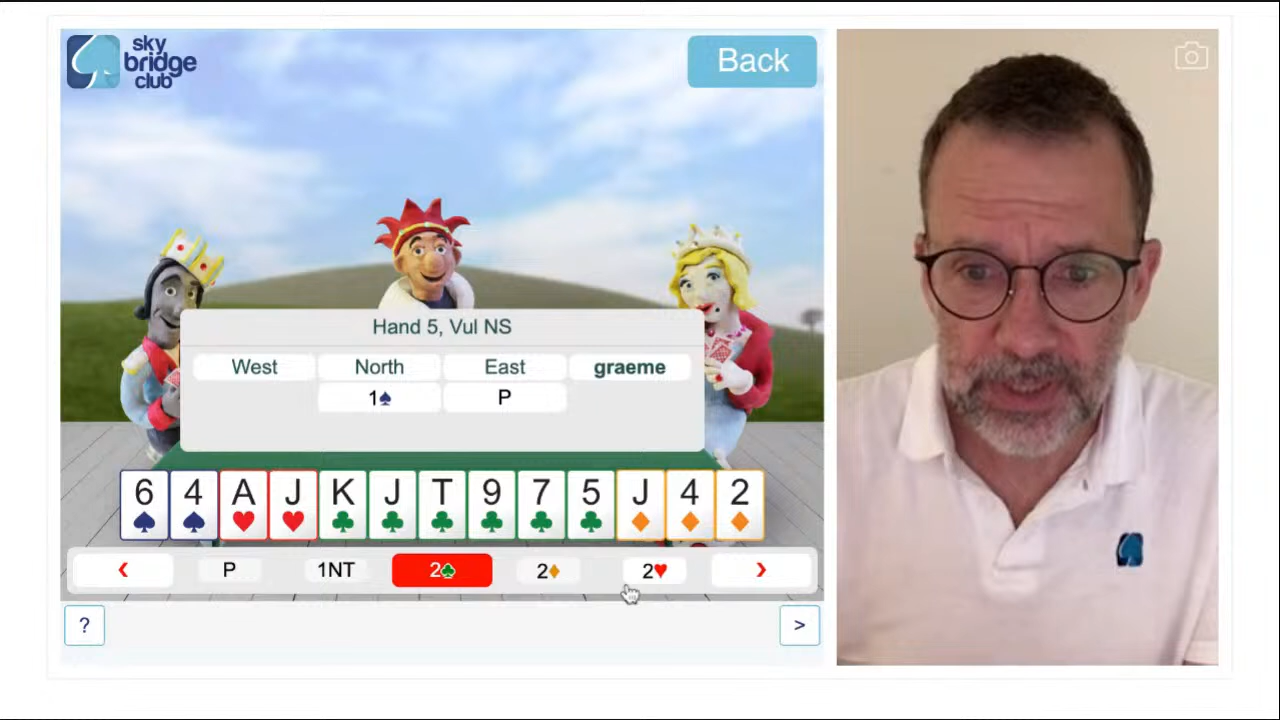 sky
bridge
club
Back
Hand 5, Vul NS
West North East graeme
1♠ P
6♠ 4♠ A♥ J♥ K♣ J♣ T♣ 9♣ 7♣ 5♣ J♦ 4♦ 2♦
< P 1NT 2♣ 2♦ 2♥ >
? >